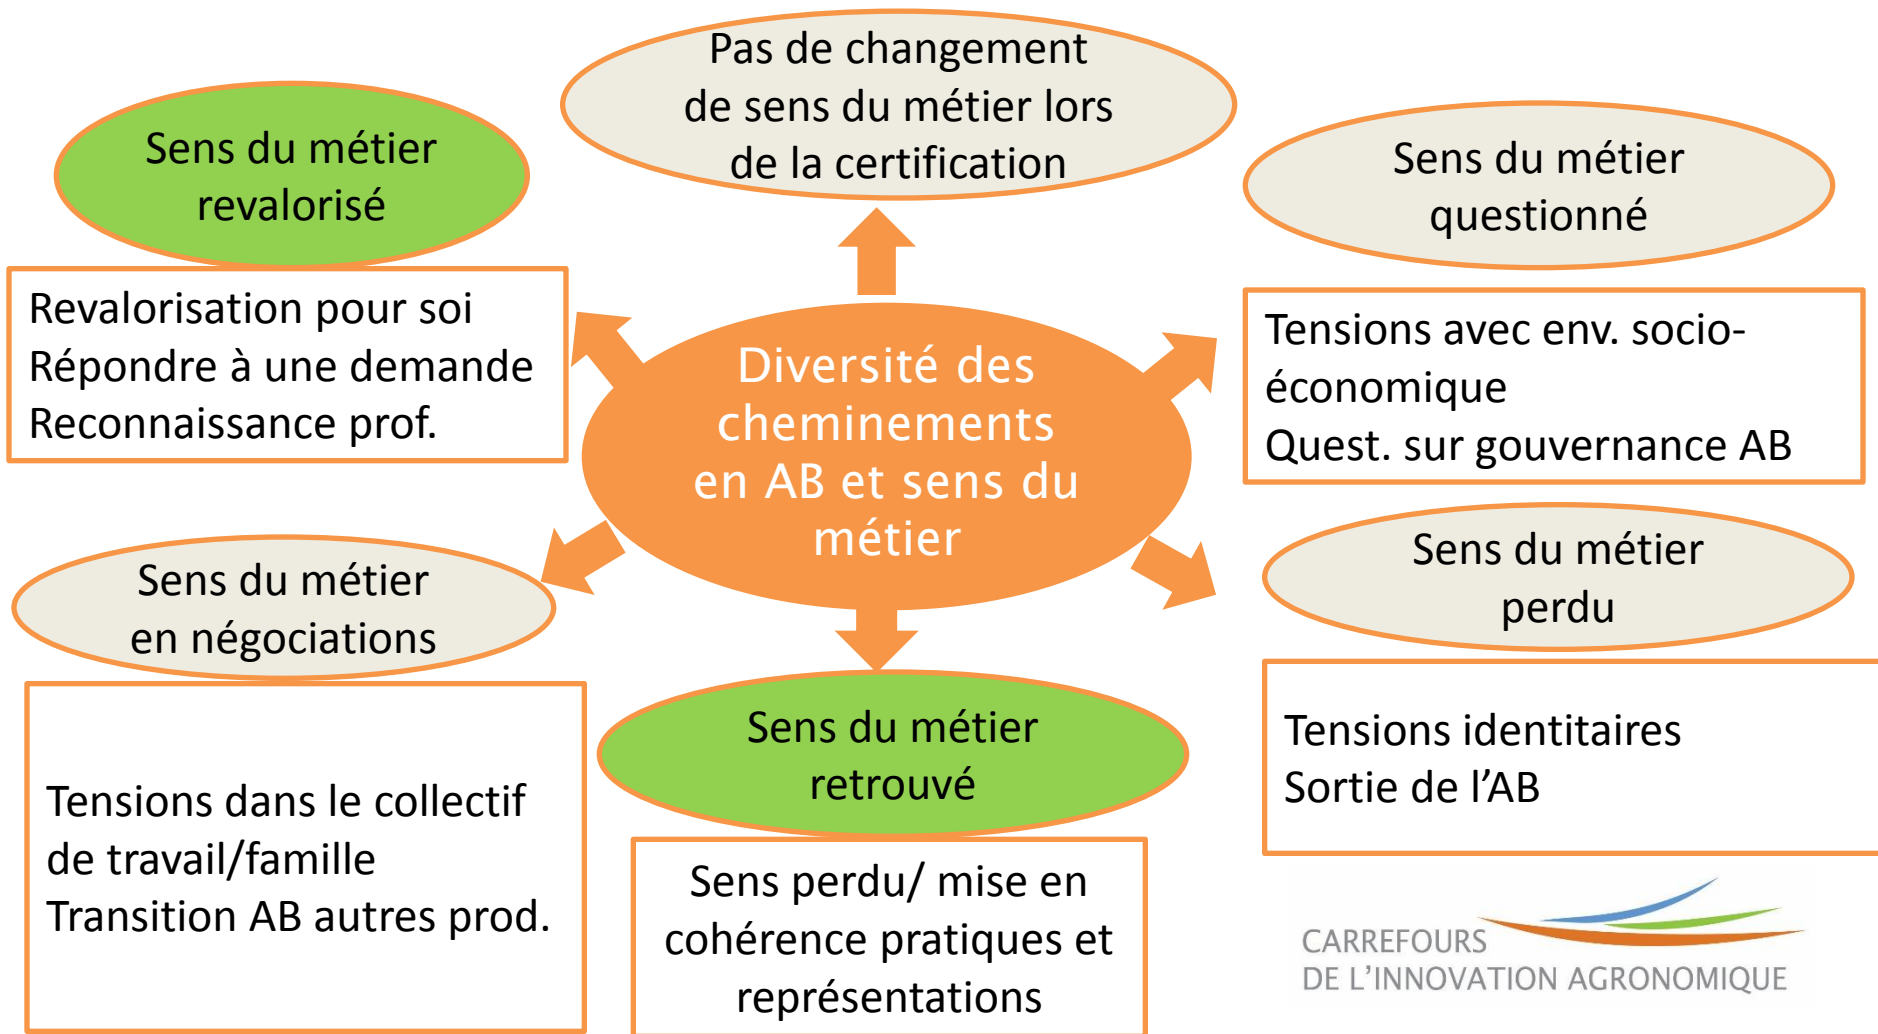 Pas de changement
de sens du métier lors
de la certification
Sens du métier
revalorisé
Revalorisation pour soi
Répondre à une demande
Reconnaissance prof.
Sens du métier
questionné
Tensions avec env. socio-
économique
Quest. sur gouvernance AB
Diversité des
cheminements
en AB et sens du
métier
Sens du métier
en négociations
Tensions dans le collectif
de travail/famille
Transition AB autres prod.
Sens du métier
retrouvé
Sens perdu/ mise en
cohérence pratiques et
représentations
Sens du métier
perdu
Tensions identitaires
Sortie de l’AB
CARREFOURS
DE L'INNOVATION AGRONOMIQUE